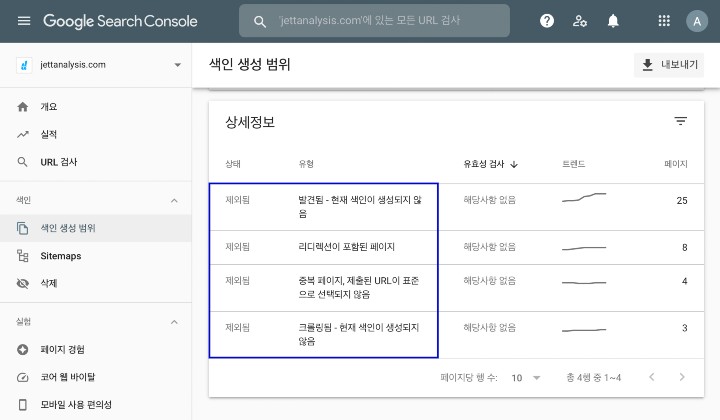 Google Search Console
'jettanalysis.com'에 있는 모든 URL 검사
A
jettanalysis.com
색인 생성 범위
내보내기
개요
실적
URL 검사
색인
색인 생성 범위
Sitemaps
삭제
실험
페이지 경험
코어 웹 바이탈
모바일 사용 편의성
상세정보
상태 유형 유효성 검사 트렌드 페이지
제외됨 발견됨 - 현재 색인이 생성되지 않 해당사항 없음 25
음
제외됨 리디렉션이 포함된 페이지 해당사항 없음 8
제외됨 중복 페이지, 제출된 URL이 표준 해당사항 없음 4
으로 선택되지 않음
제외됨 크롤링됨 - 현재 색인이 생성되지 해당사항 없음 3
않음
페이지당 행 수: 10 총 4행 중 1~4